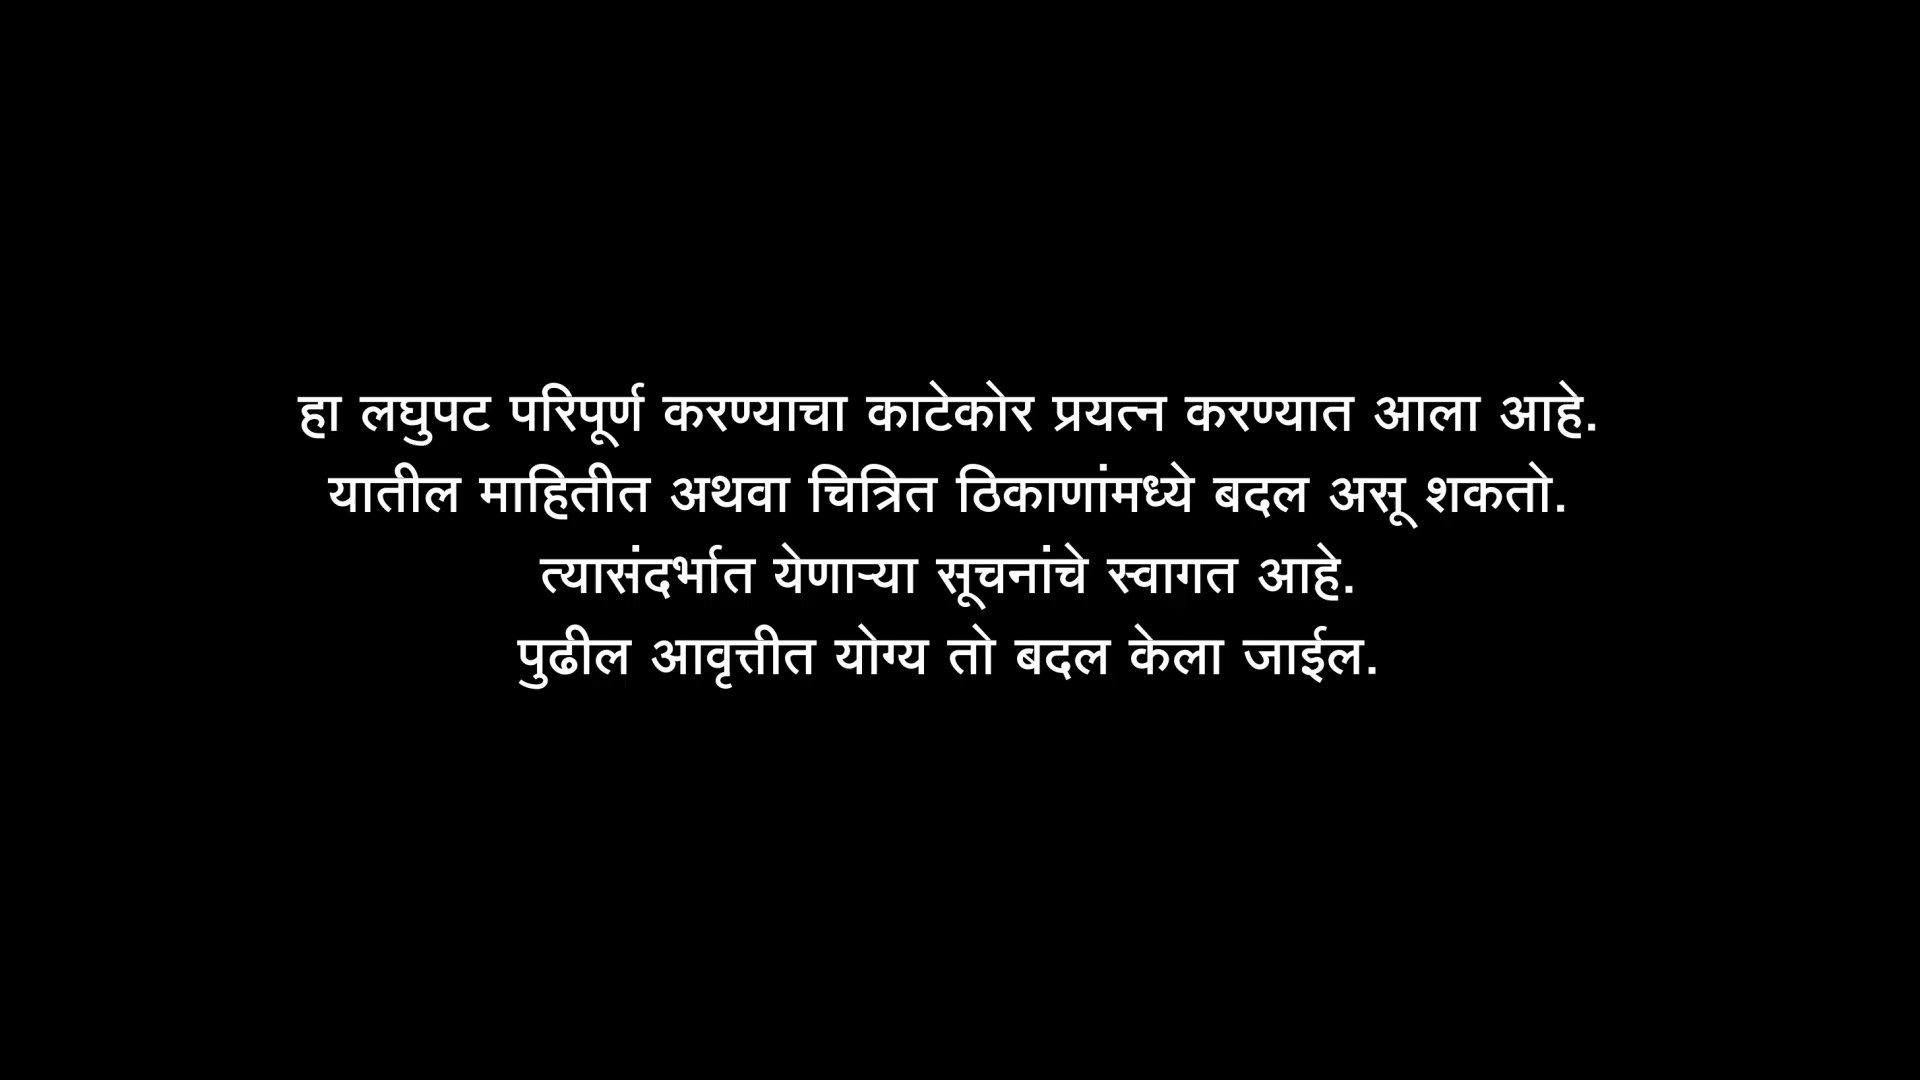 हा लघुपट परिपूर्ण करण्याचा काटेकोर प्रयत्न करण्यात आला आहे.
यातील माहितीत अथवा चित्रित ठिकाणांमध्ये बदल असू शकतो.
त्यासंदर्भात येणाऱ्या सूचनांचे स्वागत आहे.
पुढील आवृत्तीत योग्य तो बदल केला जाईल.